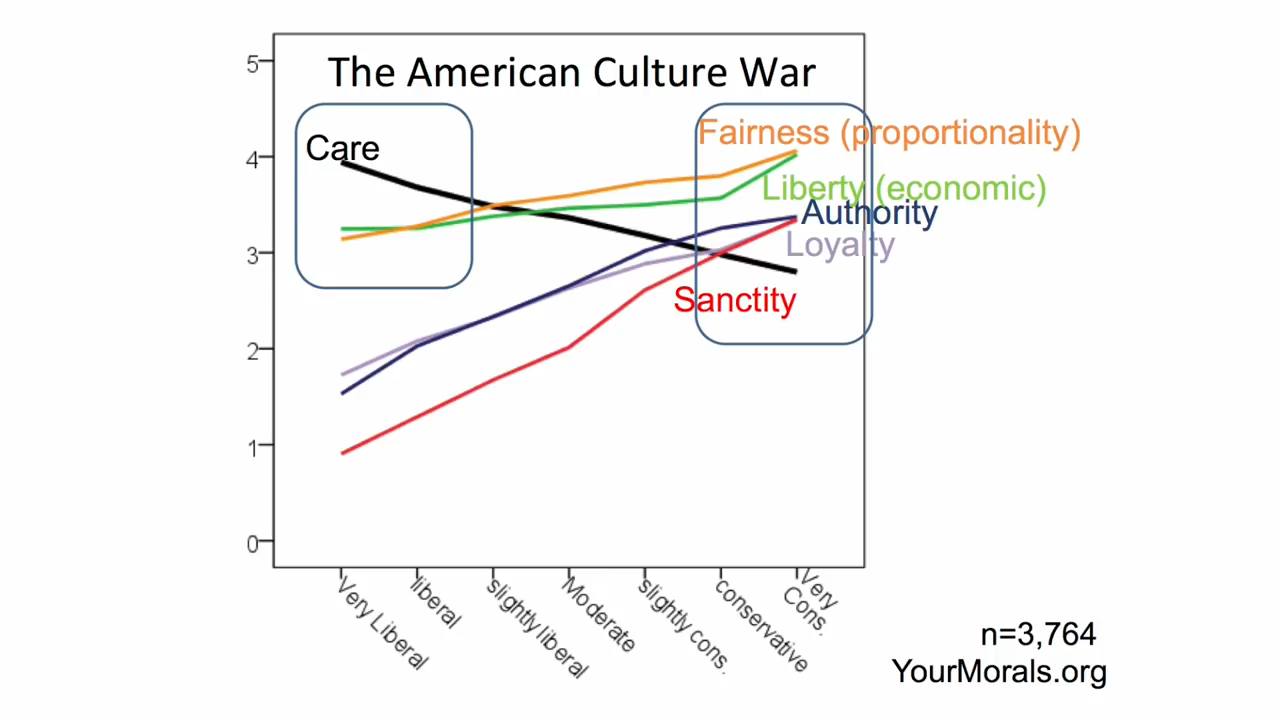 The American Culture War
5
4
3
2
1
0
Care
Fairness (proportionality)
Liberty (economic)
Authority
Loyalty
Sanctity
Very Liberal
liberal
slightly liberal
Moderate
slightly cons.
conservative
Very
Cons.
n=3,764
YourMorals.org